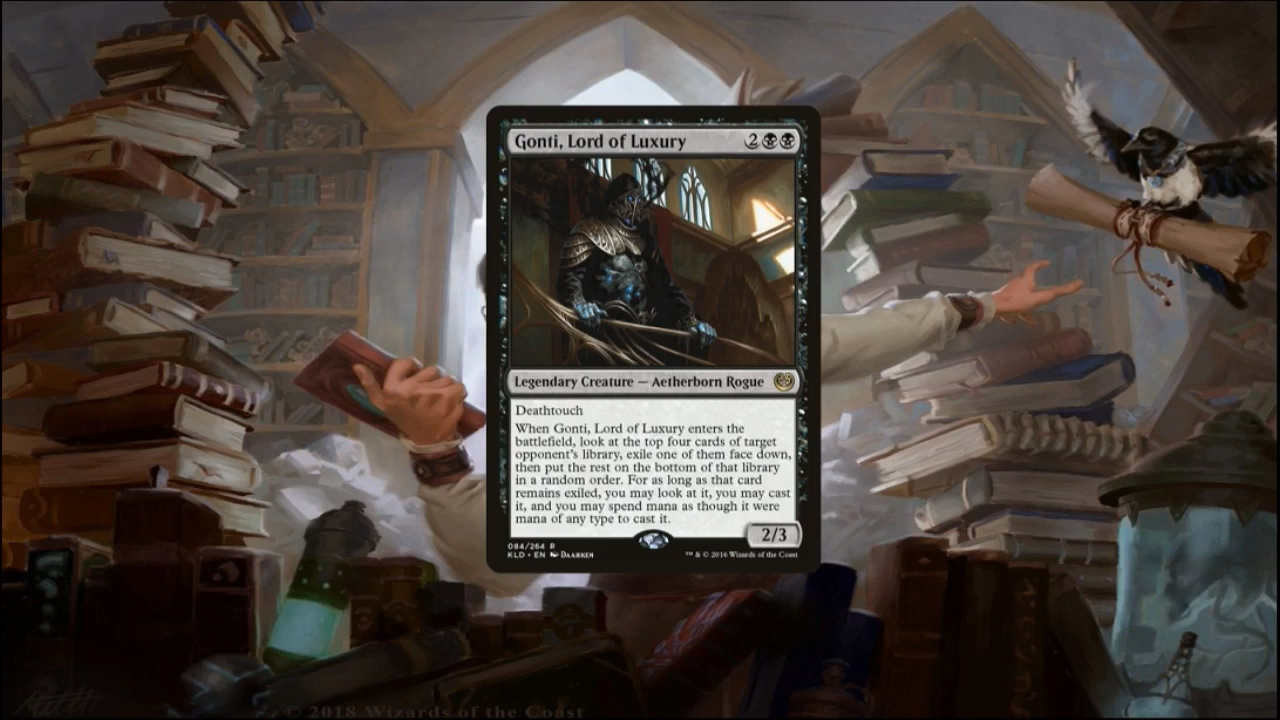 Gonti, Lord of Luxury 2
Legendary Creature — Aetherborn Rogue
Deathtouch
When Gonti, Lord of Luxury enters the
battlefield, look at the top four cards of target
opponent's library, exile one of them face down,
then put the rest on the bottom of that library
in a random order. For as long as that card
remains exiled, you may look at it, you may cast
it, and you may spend mana as though it were
mana of any type to cast it.
2/3
084/264 R
KLD • EN DAARKEN ™ & © 2016 Wizards of the Coast
© 2018 Wizards of the Coast